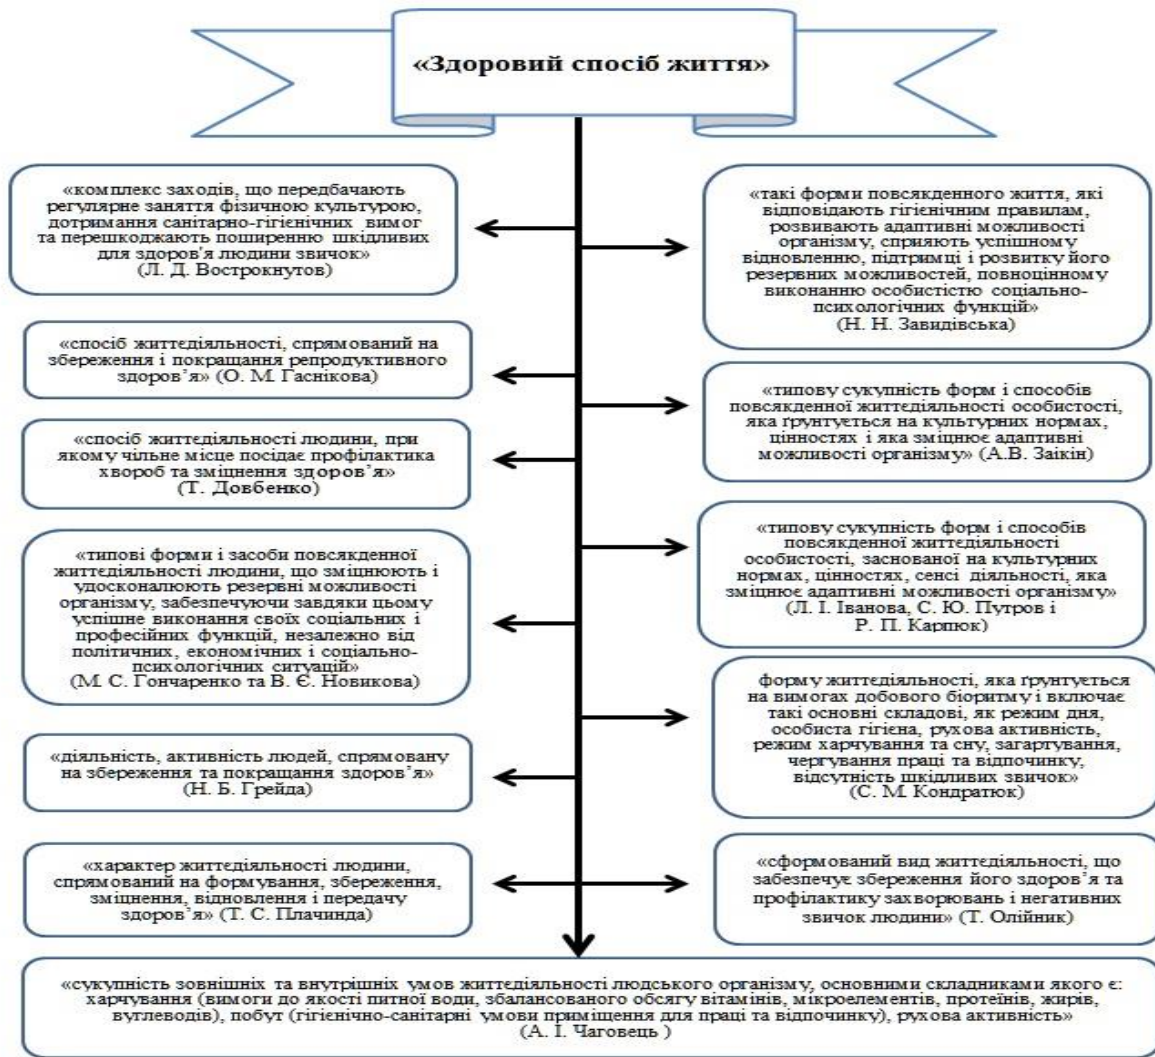 «Здоровий спосіб життя»
«комплекс заходів, що передбачають
регулярне заняття фізичною культурою,
дотримання санітарно-гігієнічних вимог
та перешкоджають поширенню шкідливих
для здоров'я людини звичок»
(Л. Д. Вострокнутов)
«такі форми повсякденного життя, які
відповідають гігієнічним правилам,
розвивають адаптивні можливості
організму, сприяють успішному
відновленню, підтримці і розвитку його
резервних можливостей, повноцінному
виконанню особистістю соціально-
психологічних функцій»
(Н. Н. Завидівська)
«спосіб життєдіяльності, спрямований на
збереження і покращання репродуктивного
здоров’я» (О. М. Гаснікова)
«типову сукупність форм і способів
повсякденної життєдіяльності особистості,
яка ґрунтується на культурних нормах,
цінностях і яка зміцнює адаптивні
можливості організму» (А.В. Заікін)
«спосіб життєдіяльності людини, при
якому чільне місце посідає профілактика
хвороб та зміцнення здоров’я»
(Т. Довбенко)
«типову сукупність форм і способів
повсякденної життєдіяльності
особистості, заснованої на культурних
нормах, цінностях, сенсі діяльності, яка
зміцнює адаптивні можливості організму»
(Л. І. Іванова, С. Ю. Путров і
Р. П. Карпюк)
«типові форми і засоби повсякденної
життєдіяльності людини, що зміцнюють і
удосконалюють резервні можливості
організму, забезпечуючи завдяки цьому
успішне виконання своїх соціальних і
професійних функцій, незалежно від
політичних, економічних і соціально-
психологічних ситуацій»
(М. С. Гончаренко та В. Є. Новикова)
форму життєдіяльності, яка ґрунтується
на вимогах добового біоритму і включає
такі основні складові, як режим дня,
особиста гігієна, рухова активність,
режим харчування та сну, загартування,
чергування праці та відпочинку,
відсутність шкідливих звичок»
(С. М. Кондратюк)
«діяльність, активність людей, спрямовану
на збереження та покращання здоров’я»
(Н. Б. Грейда)
«характер життєдіяльності людини,
спрямований на формування, збереження,
зміцнення, відновлення і передачу
здоров’я» (Т. С. Плачинда)
«сформований вид життєдіяльності, що
забезпечує збереження його здоров’я та
профілактику захворювань і негативних
звичок людини» (Т. Олійник)
«сукупність зовнішніх та внутрішніх умов життєдіяльності людського організму, основними складниками якого є:
харчування (вимоги до якості питної води, збалансованого обсягу вітамінів, мікроелементів, протеїнів, жирів,
вуглеводів), побут (гігієнічно-санітарні умови приміщення для праці та відпочинку), рухова активність»
(А. І. Чаговець )